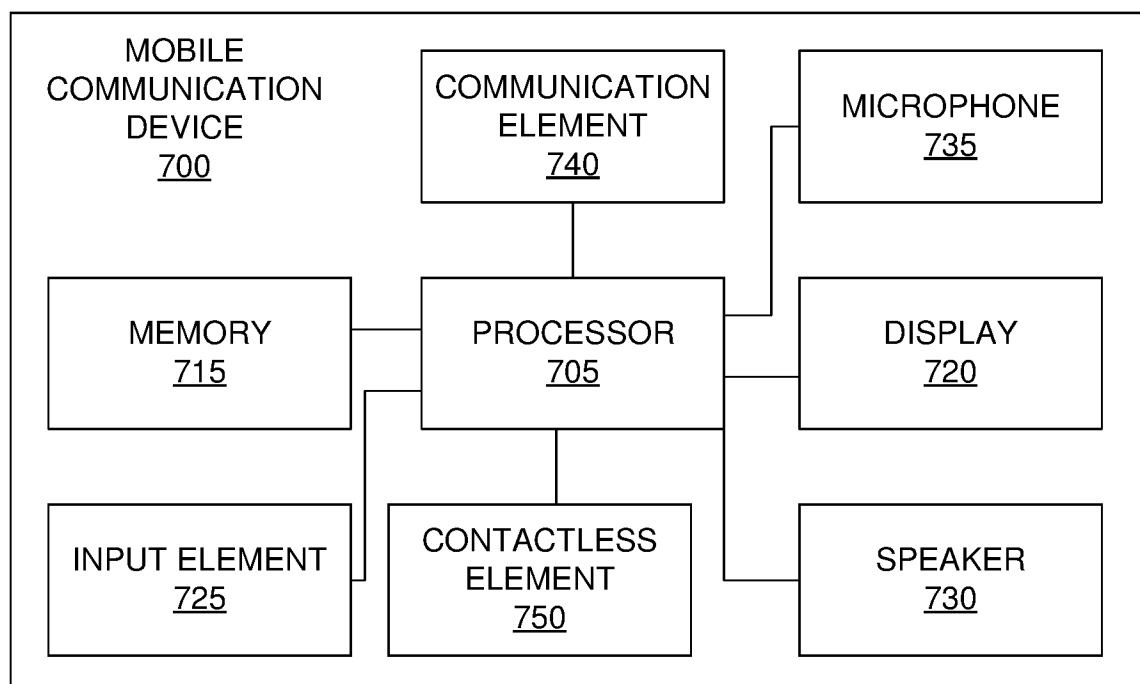 MOBILE
COMMUNICATION
DEVICE
700
COMMUNICATION
ELEMENT
740
MICROPHONE
735
MEMORY
715
PROCESSOR
705
DISPLAY
720
INPUT ELEMENT
725
CONTACTLESS
ELEMENT
750
SPEAKER
730